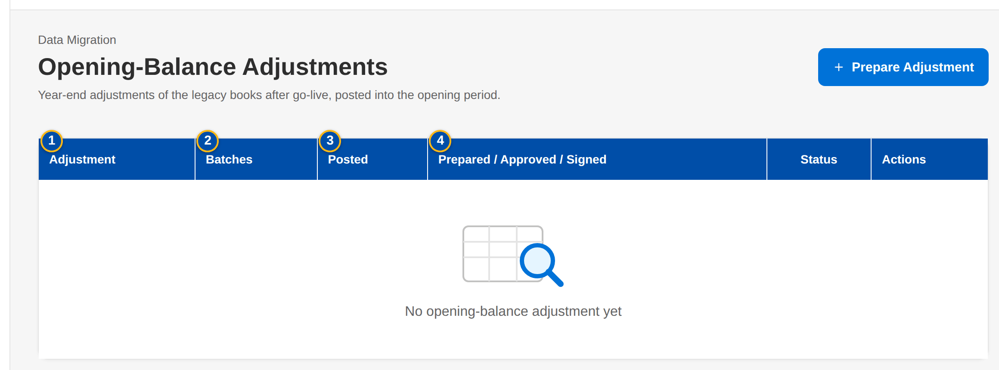 Data Migration
Opening-Balance Adjustments
+ Prepare Adjustment
Year-end adjustments of the legacy books after go-live, posted into the opening period.
1 2 3 4
Adjustment Batches Posted Prepared / Approved / Signed Status Actions
No opening-balance adjustment yet